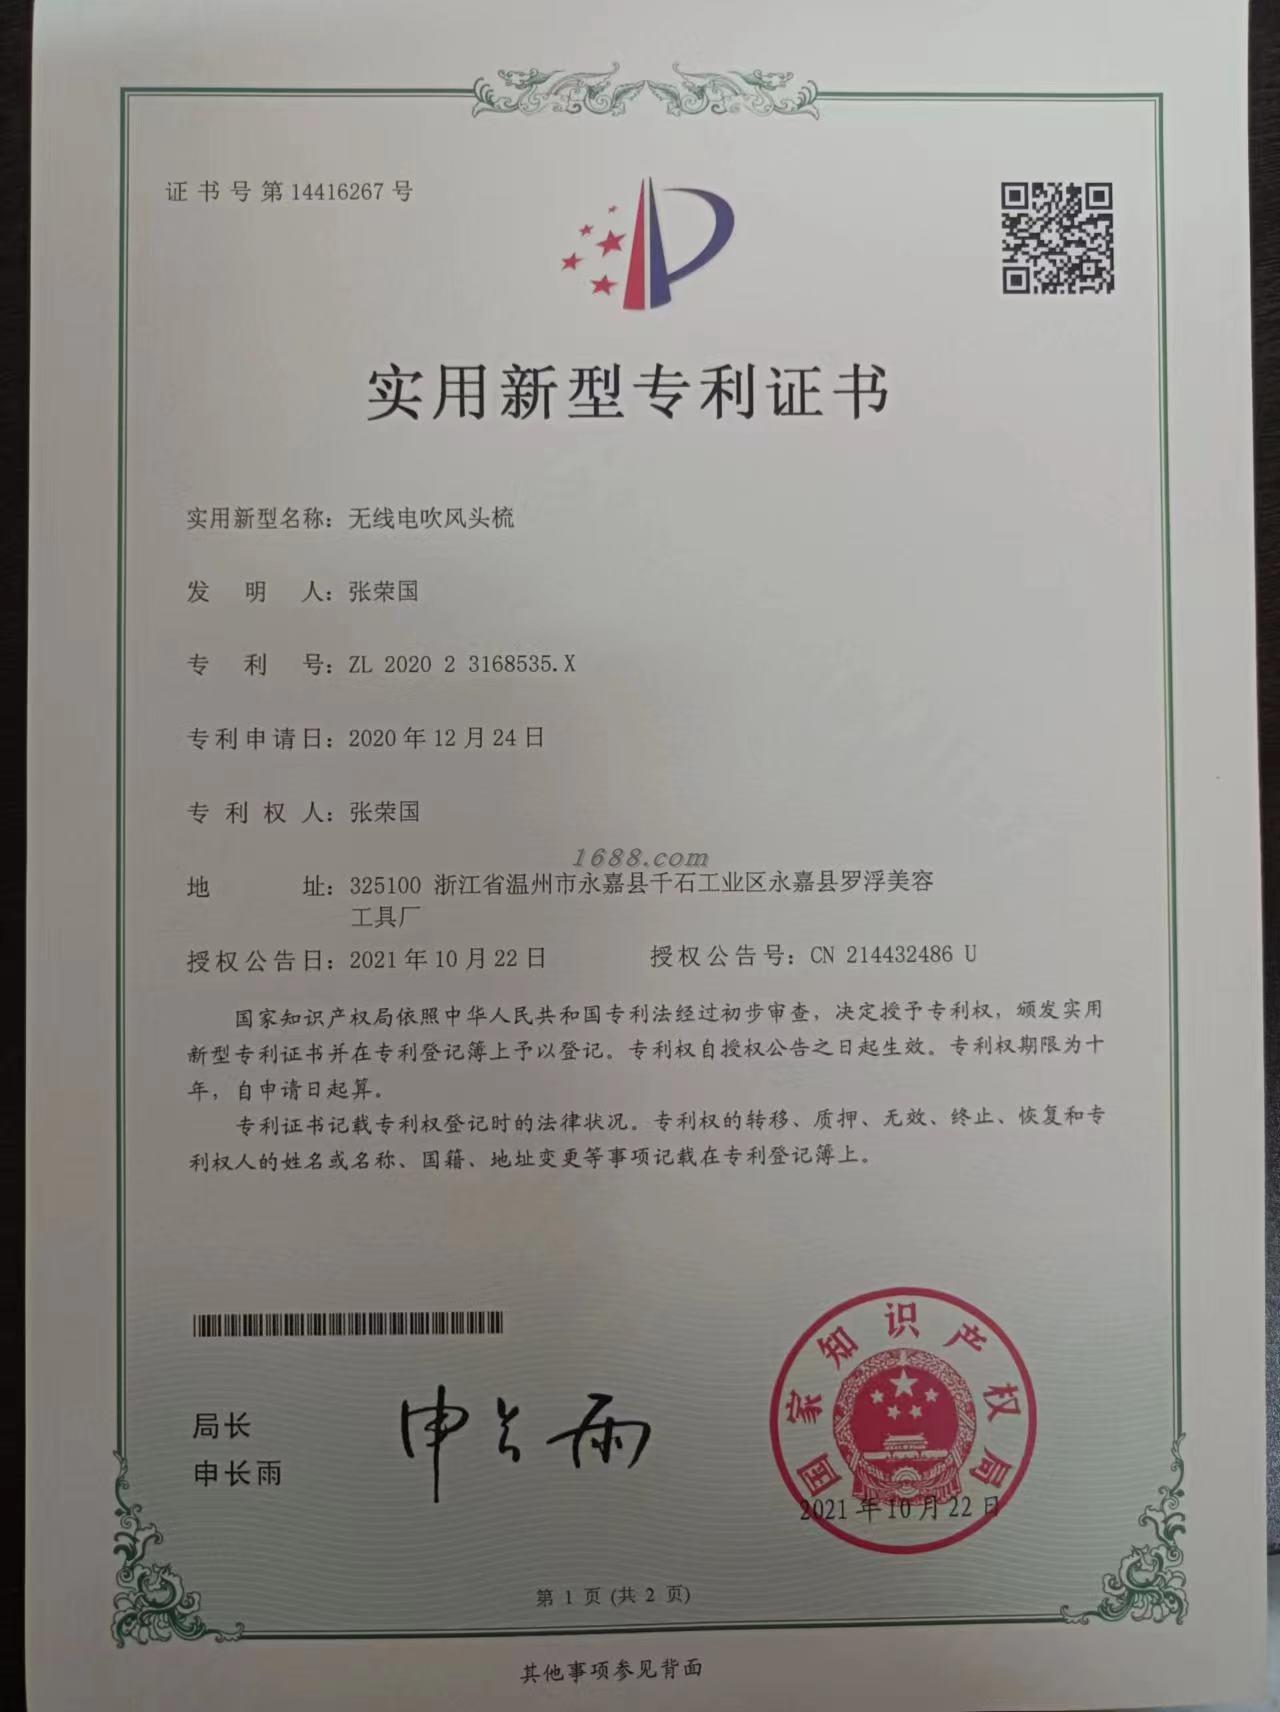 证书号第14416267号
实用新型专利证书
实用新型名称：无线电吹风头梳
发明人：张荣国
专利号：ZL 2020 2 3168535.X
专利申请日：2020年12月24日
专利权人：张荣国
1688.com
地址：325100 浙江省温州市永嘉县千石工业区永嘉县罗浮美容
工具厂
授权公告日：2021年10月22日 授权公告号：CN 214432486 U
国家知识产权局依照中华人民共和国专利法经过初步审查，决定授予专利权，颁发实用
新型专利证书并在专利登记簿上予以登记。专利权自授权公告之日起生效。专利权期限为十
年，自申请日起算。
专利证书记载专利权登记时的法律状况。专利权的转移、质押、无效、终止、恢复和专
利权人的姓名或名称、国籍、地址变更等事项记载在专利登记簿上。
局长
申长雨
申长雨
国家知识产权局
2021年10月22日
第 1 页 (共 2 页)
其他事项参见背面